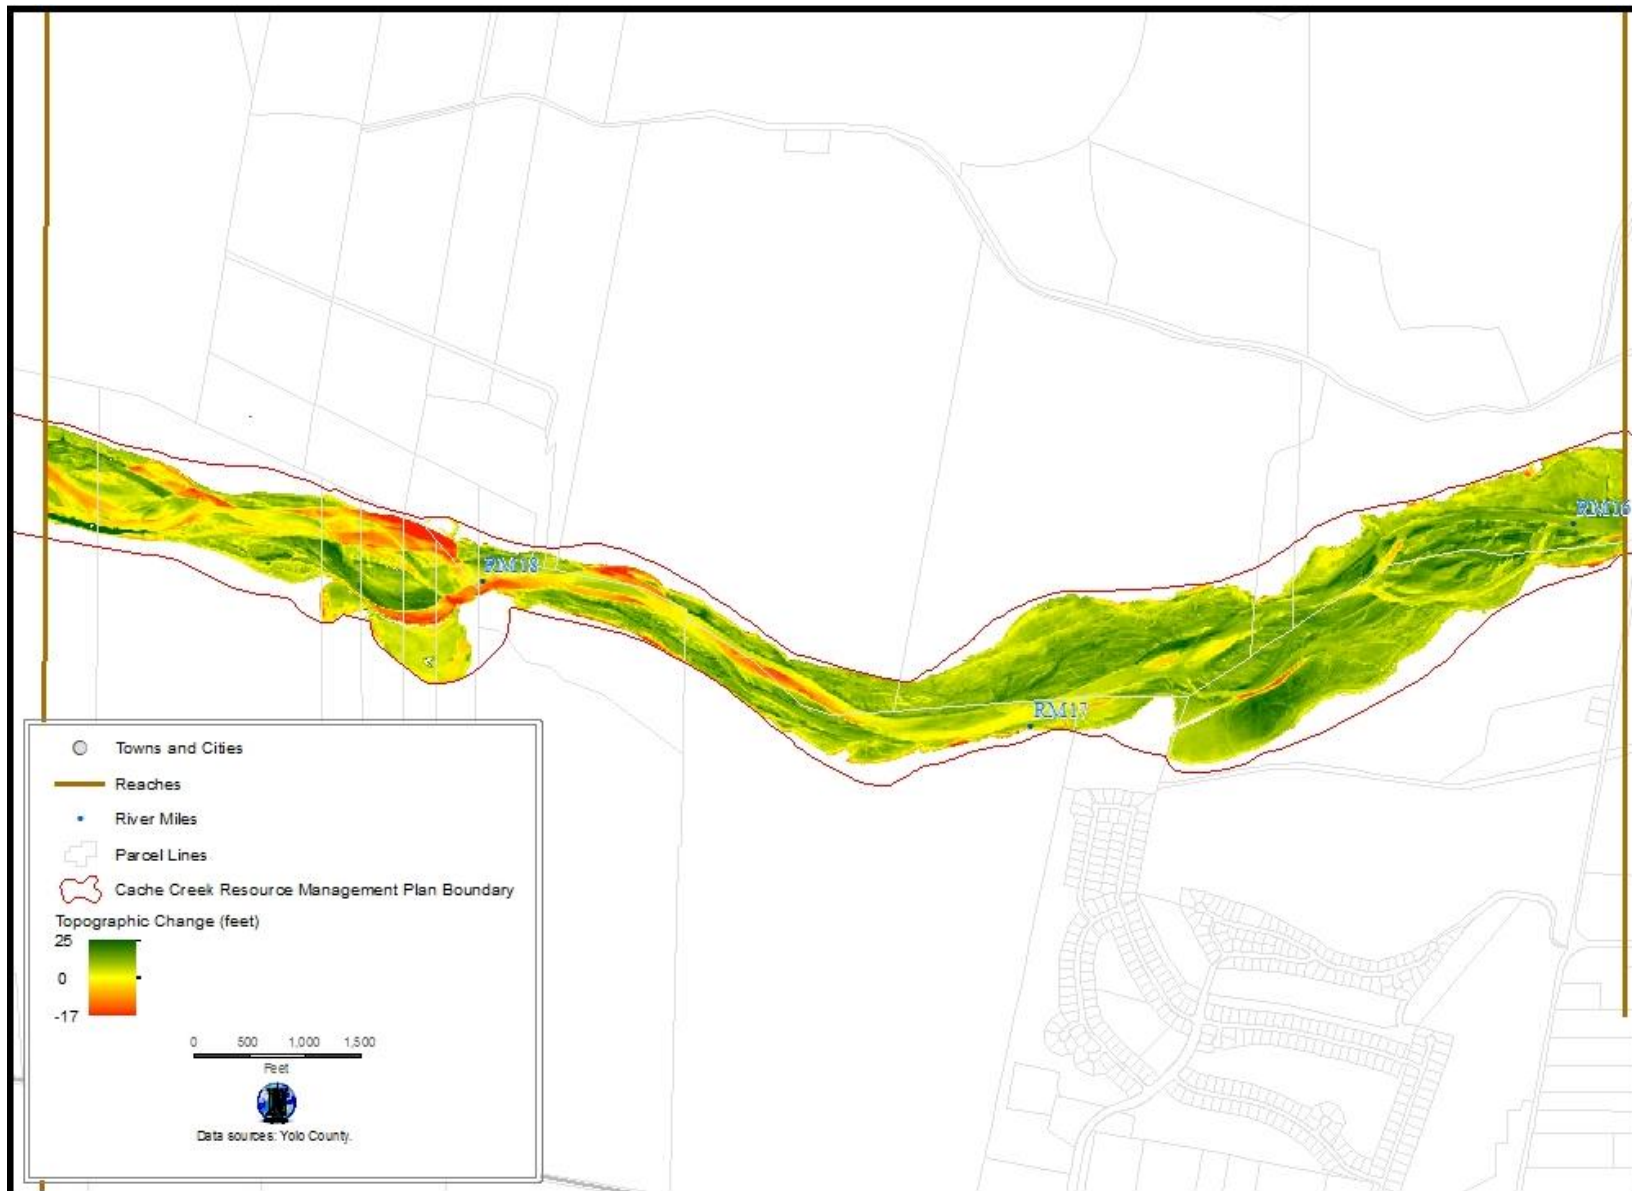 RM16
RM18
RM17
Towns and Cities
Reaches
River Miles
Parcel Lines
Cache Creek Resource Management Plan Boundary
Topographic Change (feet)
25
0
-17
0 500 1,000 1,500
Feet
Data sources: Yolo County.